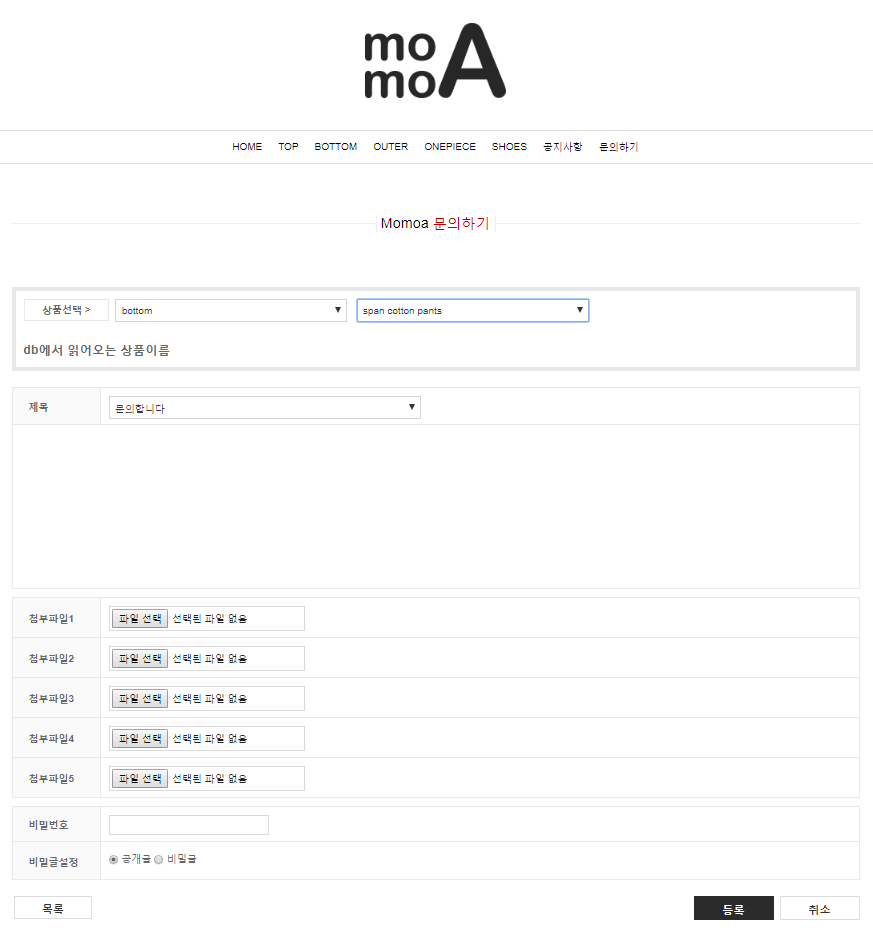 mo
moA
HOME TOP BOTTOM OUTER ONEPIECE SHOES 공지사항 문의하기
Momoa 문의하기
상품선택 > bottom span cotton pants
db에서 읽어오는 상품이름
제목 문의합니다
첨부파일1 파일 선택 선택된 파일 없음
첨부파일2 파일 선택 선택된 파일 없음
첨부파일3 파일 선택 선택된 파일 없음
첨부파일4 파일 선택 선택된 파일 없음
첨부파일5 파일 선택 선택된 파일 없음
비밀번호
비밀글설정 공개글 비밀글
목록 등록 취소